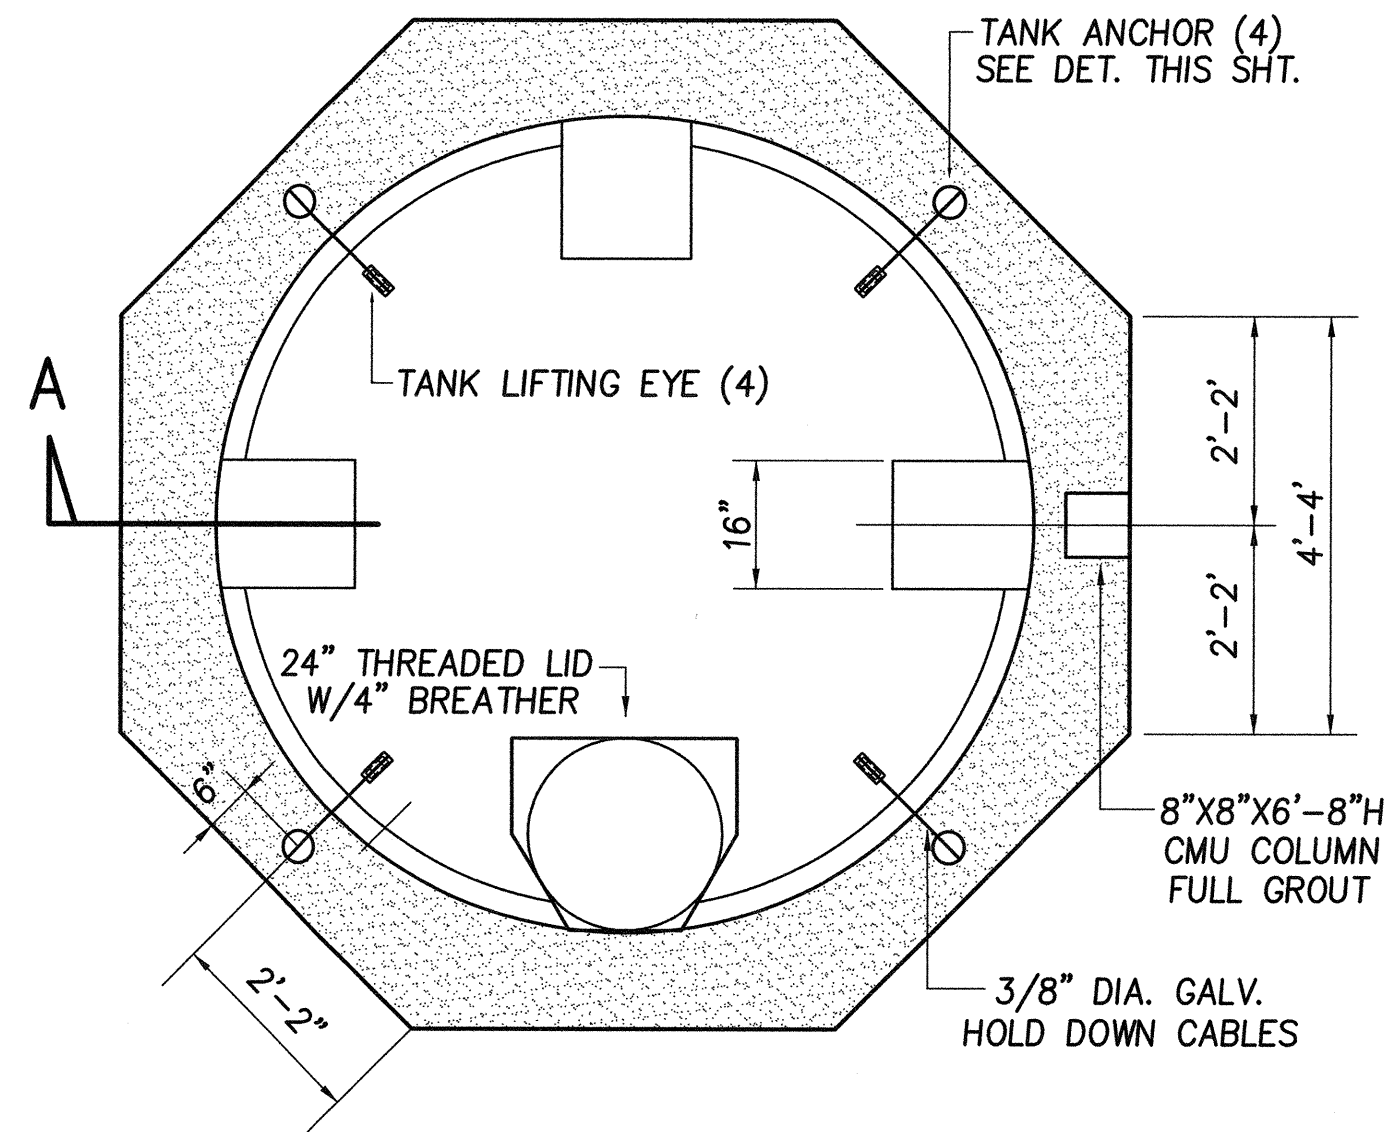 TANK ANCHOR (4)
SEE DET. THIS SHT.
A
TANK LIFTING EYE (4)
2'-2'
4'-4'
16"
2'-2'
24" THREADED LID
W/4" BREATHER
6"
8"X8"X6'-8"H
CMU COLUMN
FULL GROUT
2'-2"
3/8" DIA. GALV.
HOLD DOWN CABLES